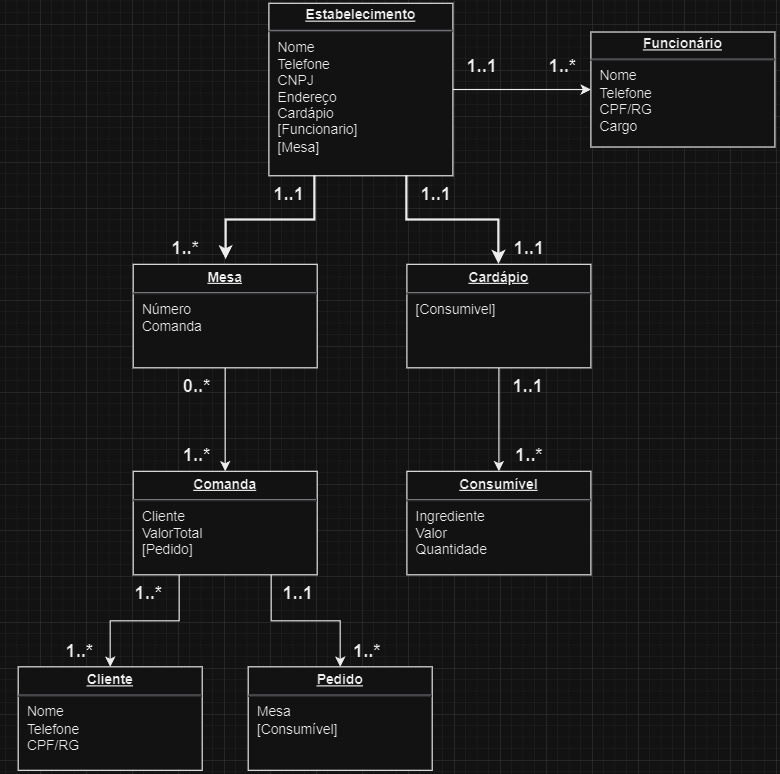 Estabelecimento
Nome
Telefone
CNPJ
Endereço
Cardápio
[Funcionario]
[Mesa]
1..1
1..*
Funcionário
Nome
Telefone
CPF/RG
Cargo
1..1
1..1
1..*
1..1
Mesa
Número
Comanda
Cardápio
[Consumivel]
0..*
1..1
1..*
1..*
Comanda
Cliente
ValorTotal
[Pedido]
Consumível
Ingrediente
Valor
Quantidade
1..*
1..1
1..*
1..*
Cliente
Nome
Telefone
CPF/RG
Pedido
Mesa
[Consumível]